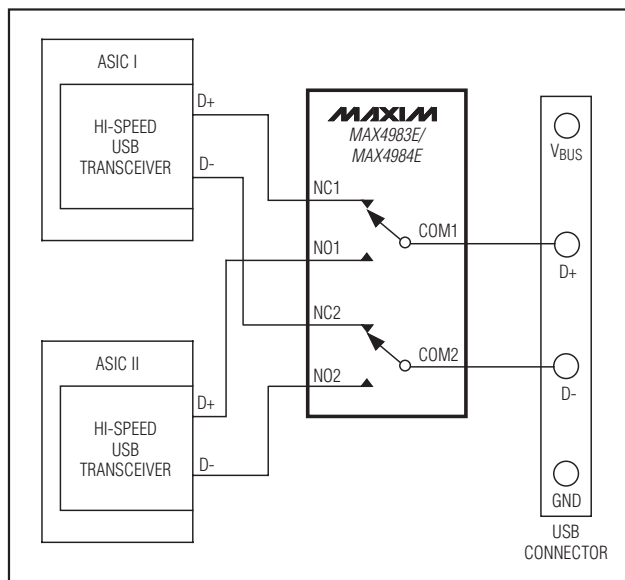 ASIC I
HI-SPEED
USB
TRANSCEIVER
D+
D-
ASIC II
HI-SPEED
USB
TRANSCEIVER
D+
D-
MAXIM
MAX4983E/
MAX4984E
NC1
NO1
NC2
NO2
COM1
COM2
VBUS
D+
D-
GND
USB
CONNECTOR